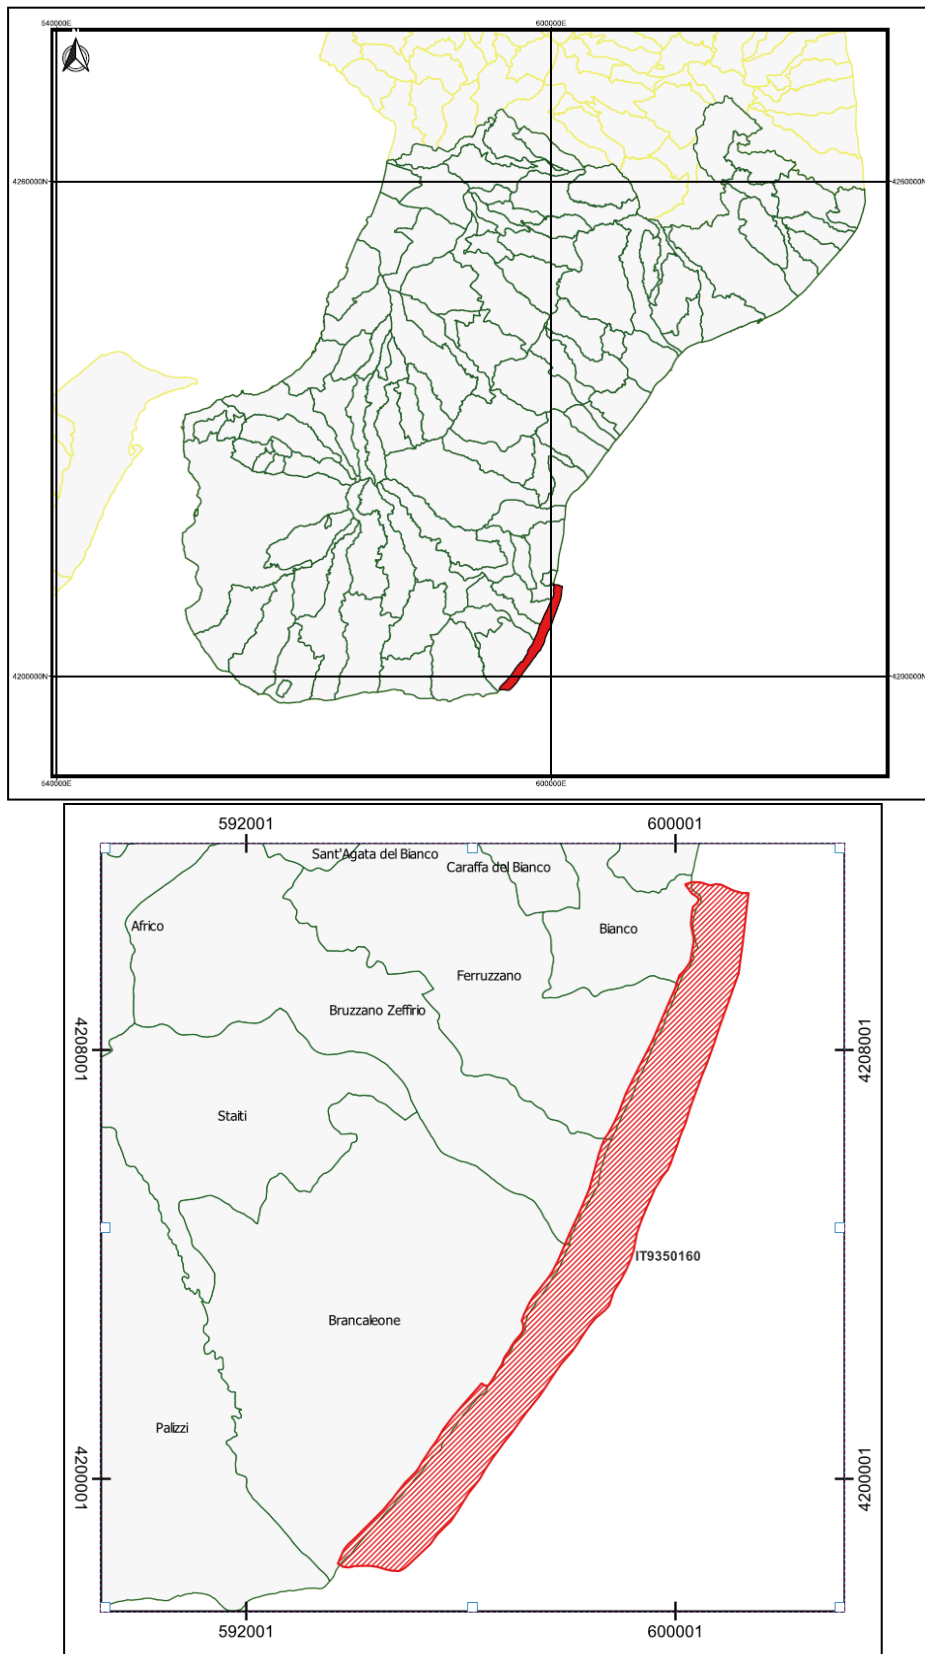 540000E 600000E
N
4260000N 4260000N
4200000N 4200000N
540000E 600000E
592001 600001
Sant'Agata del Bianco
Caraffa del Bianco
Africo
Bianco
Ferruzzano
Bruzzano Zeffirio
4208001 4208001
Staiti
IT9350160
Brancaleone
Palizzi
4200001 4200001
592001 600001